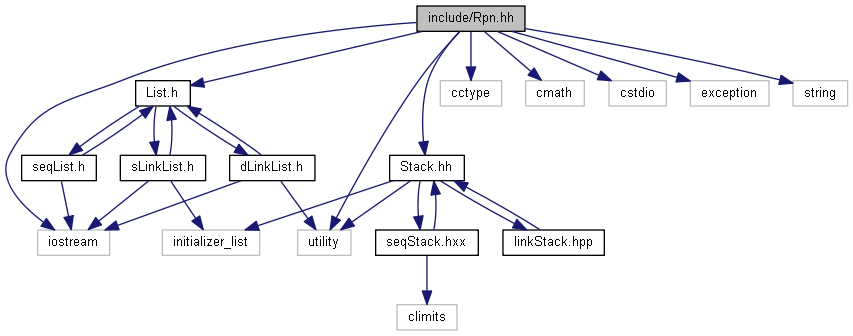 include/Rpn.hh
List.h
cctype
cmath
cstdio
exception
string
seqList.h
sLinkList.h
dLinkList.h
Stack.hh
iostream
initializer_list
utility
seqStack.hxx
linkStack.hpp
climits